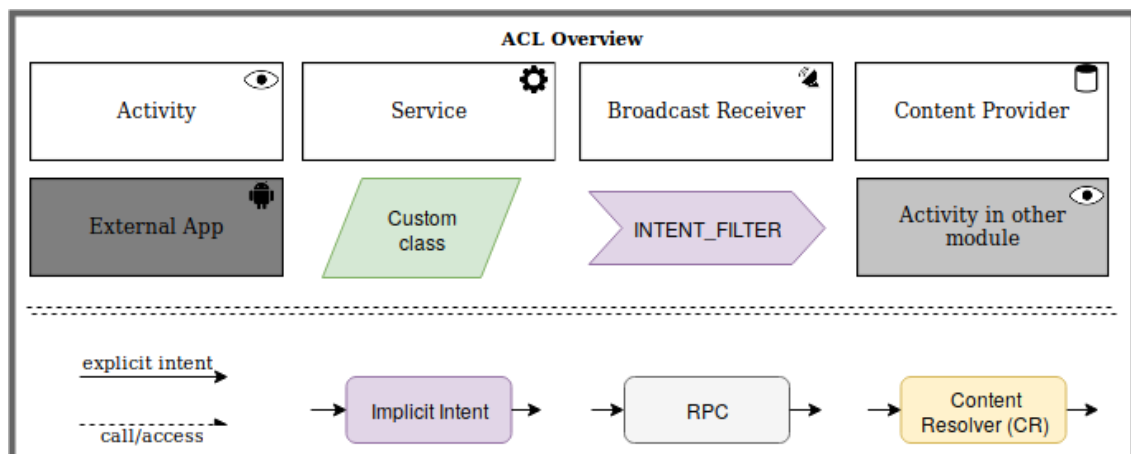 ACL Overview
Activity
Service
Broadcast Receiver
Content Provider
External App
Custom
class
INTENT_FILTER
Activity in other
module
explicit intent
call/access
Implicit Intent
RPC
Content
Resolver (CR)